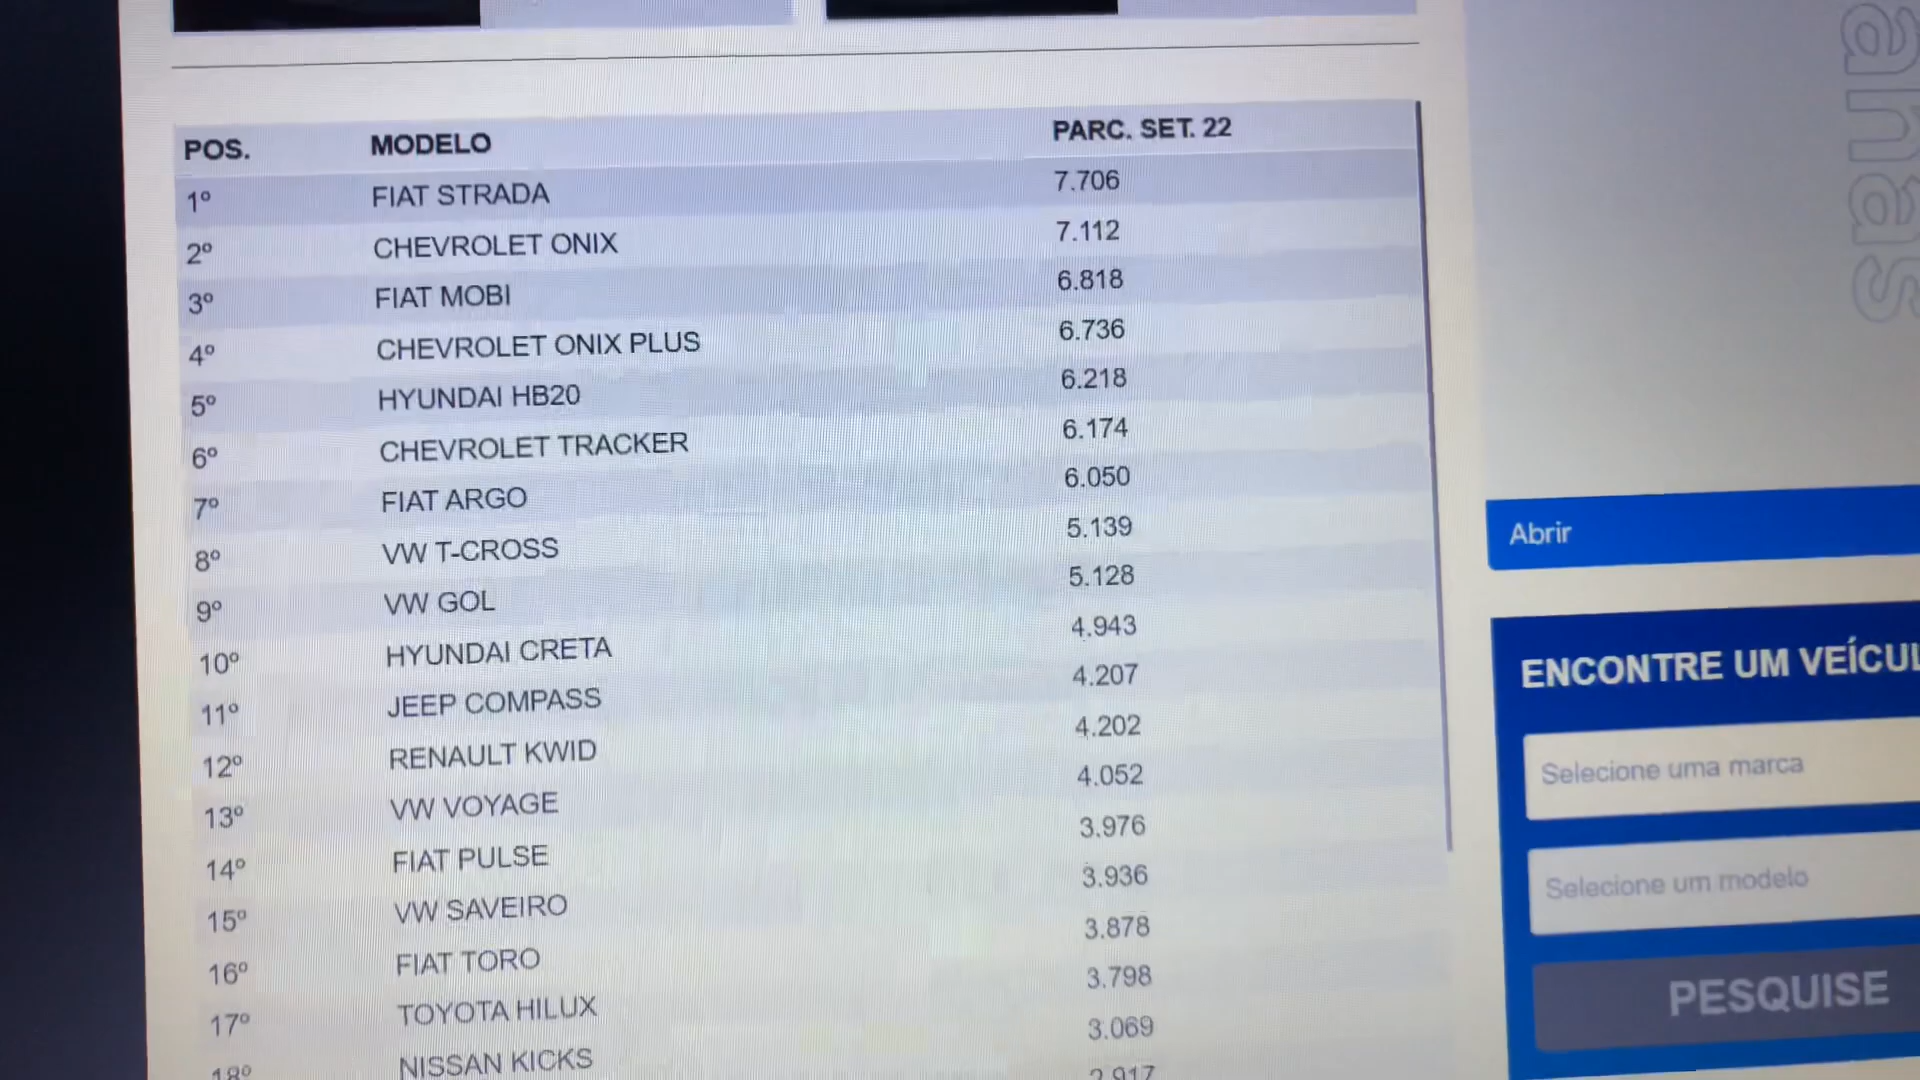 POS. MODELO PARC. SET. 22
1º FIAT STRADA 7.706
2º CHEVROLET ONIX 7.112
3º FIAT MOBI 6.818
4º CHEVROLET ONIX PLUS 6.736
5º HYUNDAI HB20 6.218
6º CHEVROLET TRACKER 6.174
7º FIAT ARGO 6.050
8º VW T-CROSS 5.139
9º VW GOL 5.128
10º HYUNDAI CRETA 4.943
11º JEEP COMPASS 4.207
12º RENAULT KWID 4.202
13º VW VOYAGE 4.052
14º FIAT PULSE 3.976
15º VW SAVEIRO 3.936
16º FIAT TORO 3.878
17º TOYOTA HILUX 3.798
18º NISSAN KICKS 3.069
2.917
Abrir
ENCONTRE UM VEÍCUL
Selecione uma marca
Selecione um modelo
PESQUISE